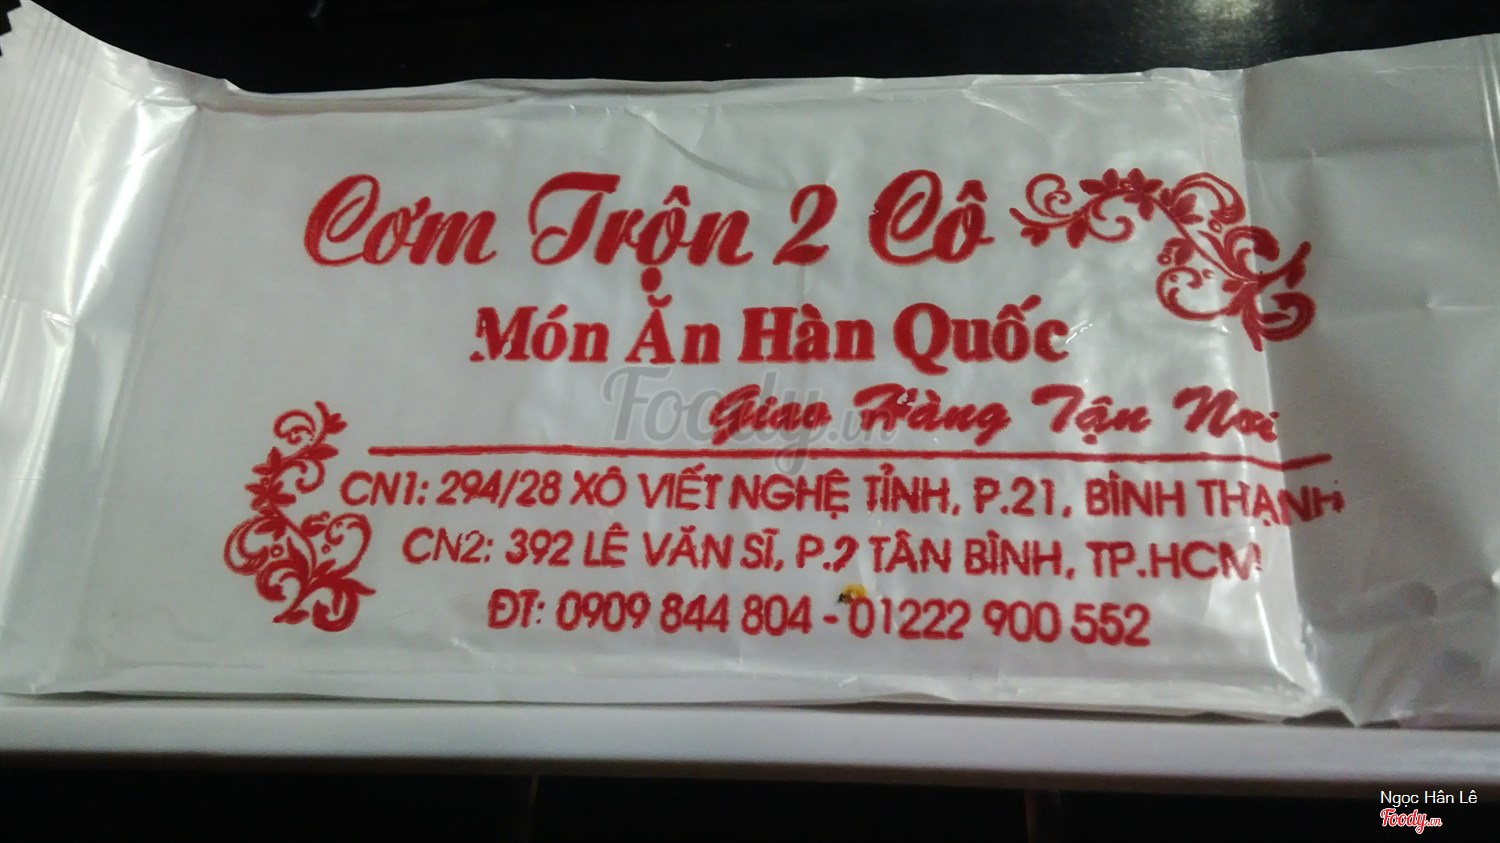 Cơm Trộn 2 Cô
Món Ăn Hàn Quốc
Giao Hàng Tận Nơi
CN1: 294/28 XÔ VIẾT NGHỆ TỈNH, P.21, BÌNH THẠNH
CN2: 392 LÊ VĂN SĨ, P.2 TÂN BÌNH, TP.HCM
ĐT: 0909 844 804 - 01222 900 552
Foody.vn
Ngọc Hân Lê
Foody.vn